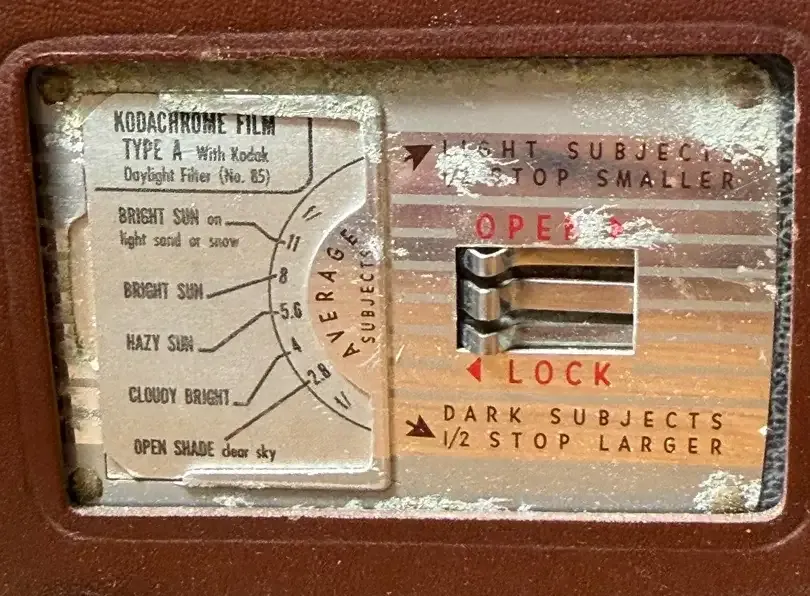 KODACHROME FILM
TYPE A With Kodak
Daylight Filter (No. 85)
BRIGHT SUN on
light sand or snow
BRIGHT SUN
HAZY SUN
CLOUDY BRIGHT
OPEN SHADE clear sky
11
8
5.6
4
2.8
AVERAGE
SUBJECTS
LIGHT SUBJECTS
1/2 STOP SMALLER
OPEN
LOCK
DARK SUBJECTS
1/2 STOP LARGER